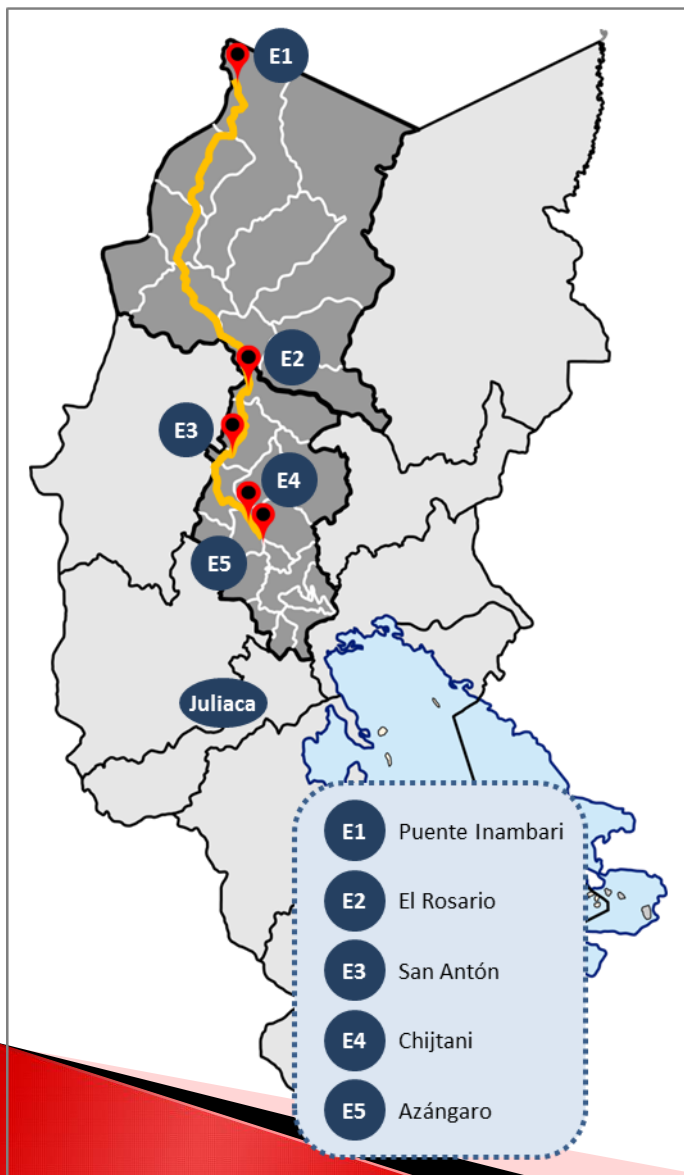 E1
E2
E3
E4
E5
Juliaca
E1 Puente Inambari
E2 El Rosario
E3 San Antón
E4 Chijtani
E5 Azángaro